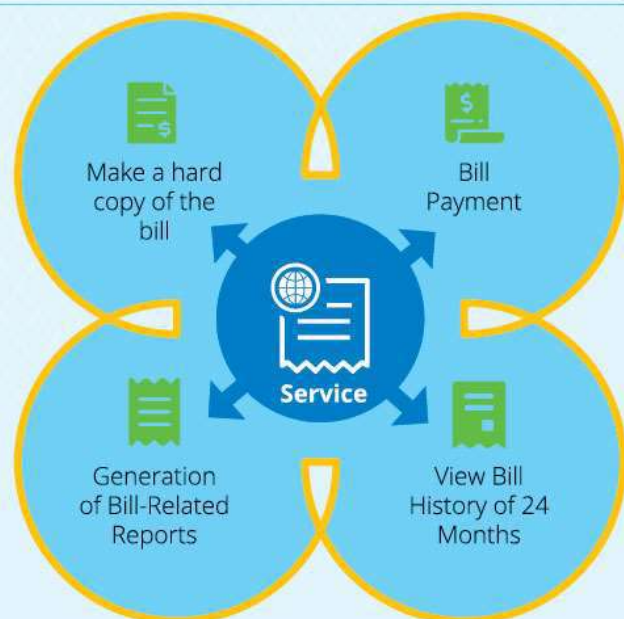 Make a hard
copy of the
bill
Bill
Payment
Service
Generation
of Bill-Related
Reports
View Bill
History of 24
Months